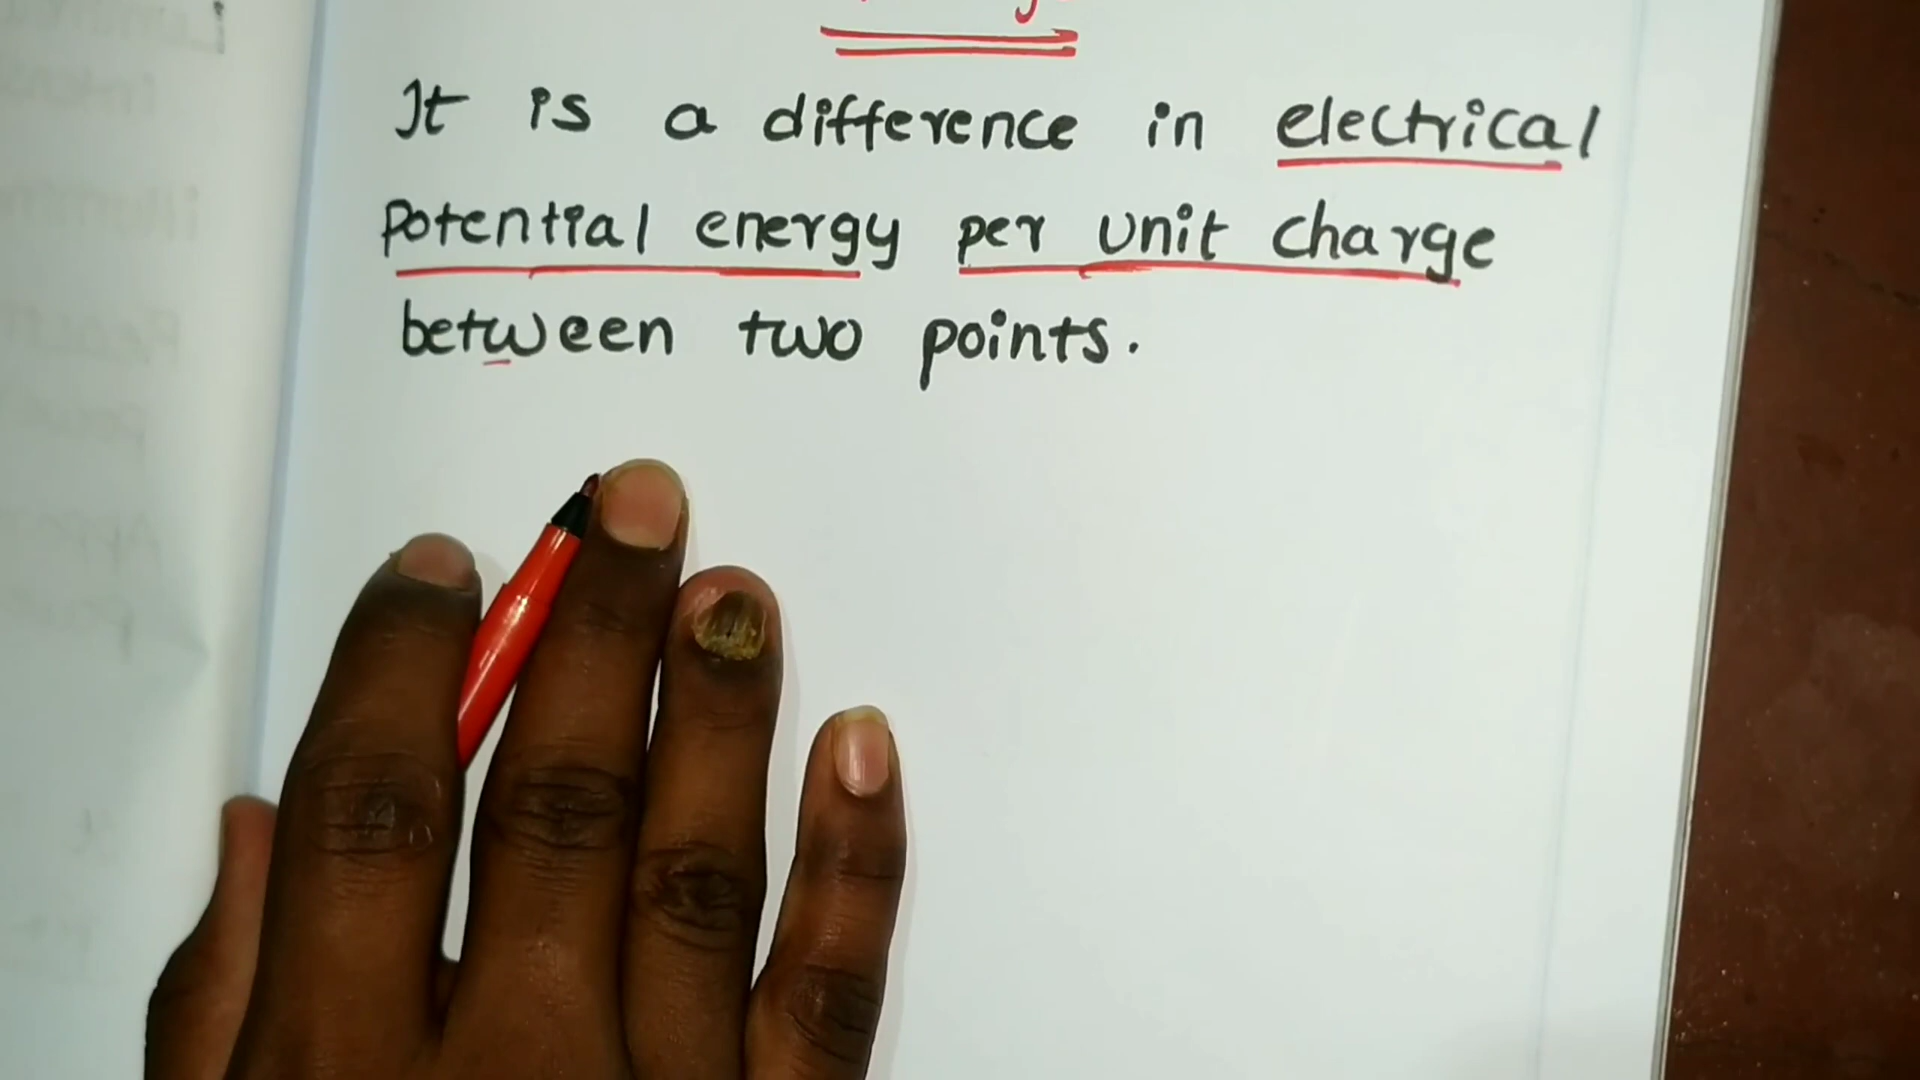 It is a difference in electrical
potential energy per unit charge
between two points.